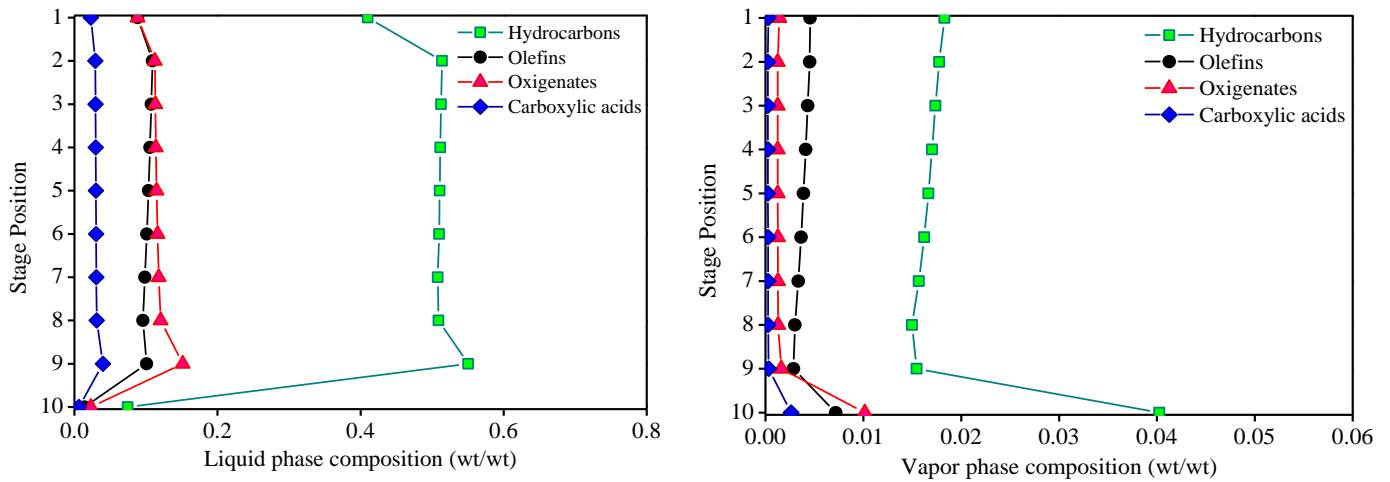 1
2
3
4
5
6
7
8
9
10
Stage Position
0.0 0.2 0.4 0.6 0.8
Liquid phase composition (wt/wt)
Hydrocarbons
Olefins
Oxigenates
Carboxylic acids
1
2
3
4
5
6
7
8
9
10
Stage Position
0.00 0.01 0.02 0.03 0.04 0.05 0.06
Vapor phase composition (wt/wt)
Hydrocarbons
Olefins
Oxigenates
Carboxylic acids